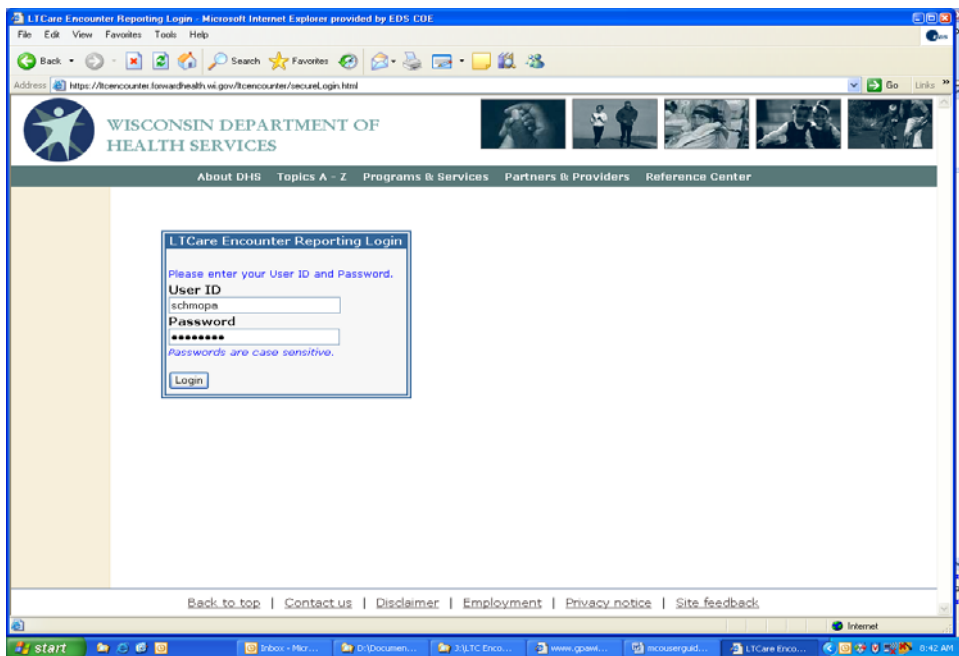 LTCare Encounter Reporting Login - Microsoft Internet Explorer provided by EDS COE
File Edit View Favorites Tools Help
Back Search Favorites
Address https://ltcencounter.forwardhealth.wi.gov/ltcencounter/secureLogin.html Go Links »
WISCONSIN DEPARTMENT OF
HEALTH SERVICES
About DHS Topics A - Z Programs & Services Partners & Providers Reference Center
LTCare Encounter Reporting Login
Please enter your User ID and Password.
User ID
schmopa
Password
••••••••
Passwords are case sensitive.
Login
Back to top | Contact us | Disclaimer | Employment | Privacy notice | Site feedback
Internet
start Inbox - Micr... D:\Documen... J:\LTC Enco... www.gpawi... mcouserguid... LTCare Enco... 8:42 AM